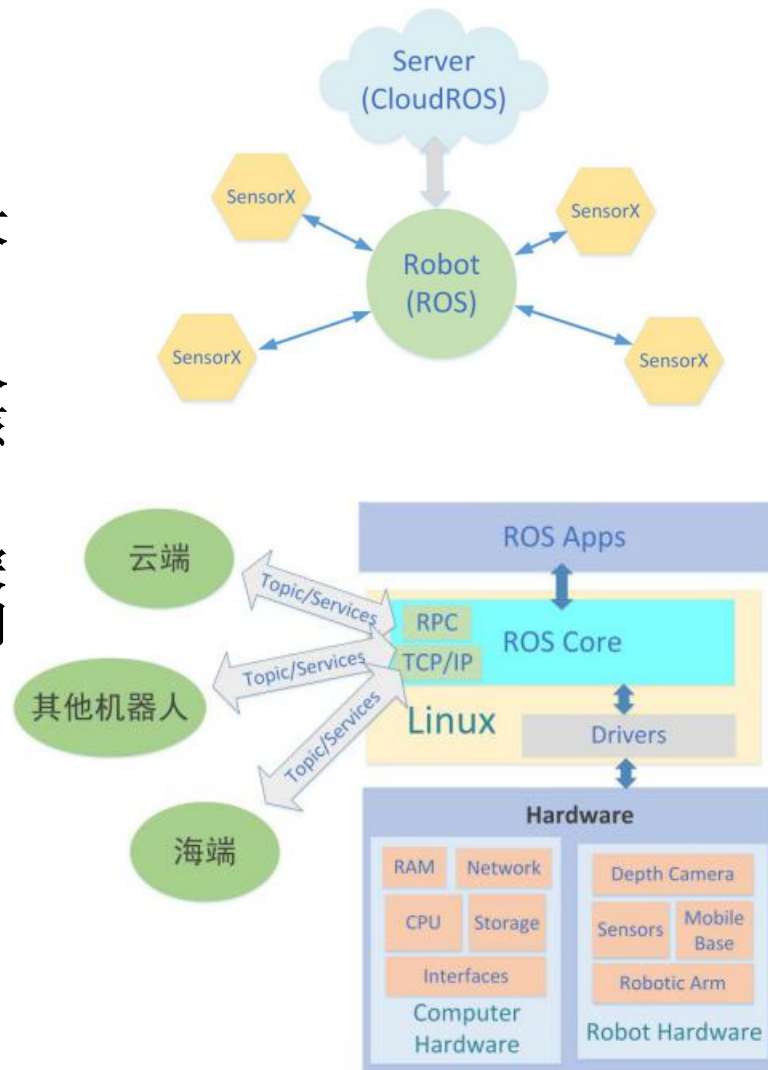 Server
(CloudROS)
SensorX
SensorX
Robot
(ROS)
SensorX
SensorX
云端
其他机器人
海端
Topic/Services
Topic/Services
Topic/Services
ROS Apps
RPC
TCP/IP
ROS Core
Linux
Drivers
Hardware
RAM
Network
CPU
Storage
Interfaces
Computer
Hardware
Depth Camera
Sensors
Mobile
Base
Robotic Arm
Robot Hardware